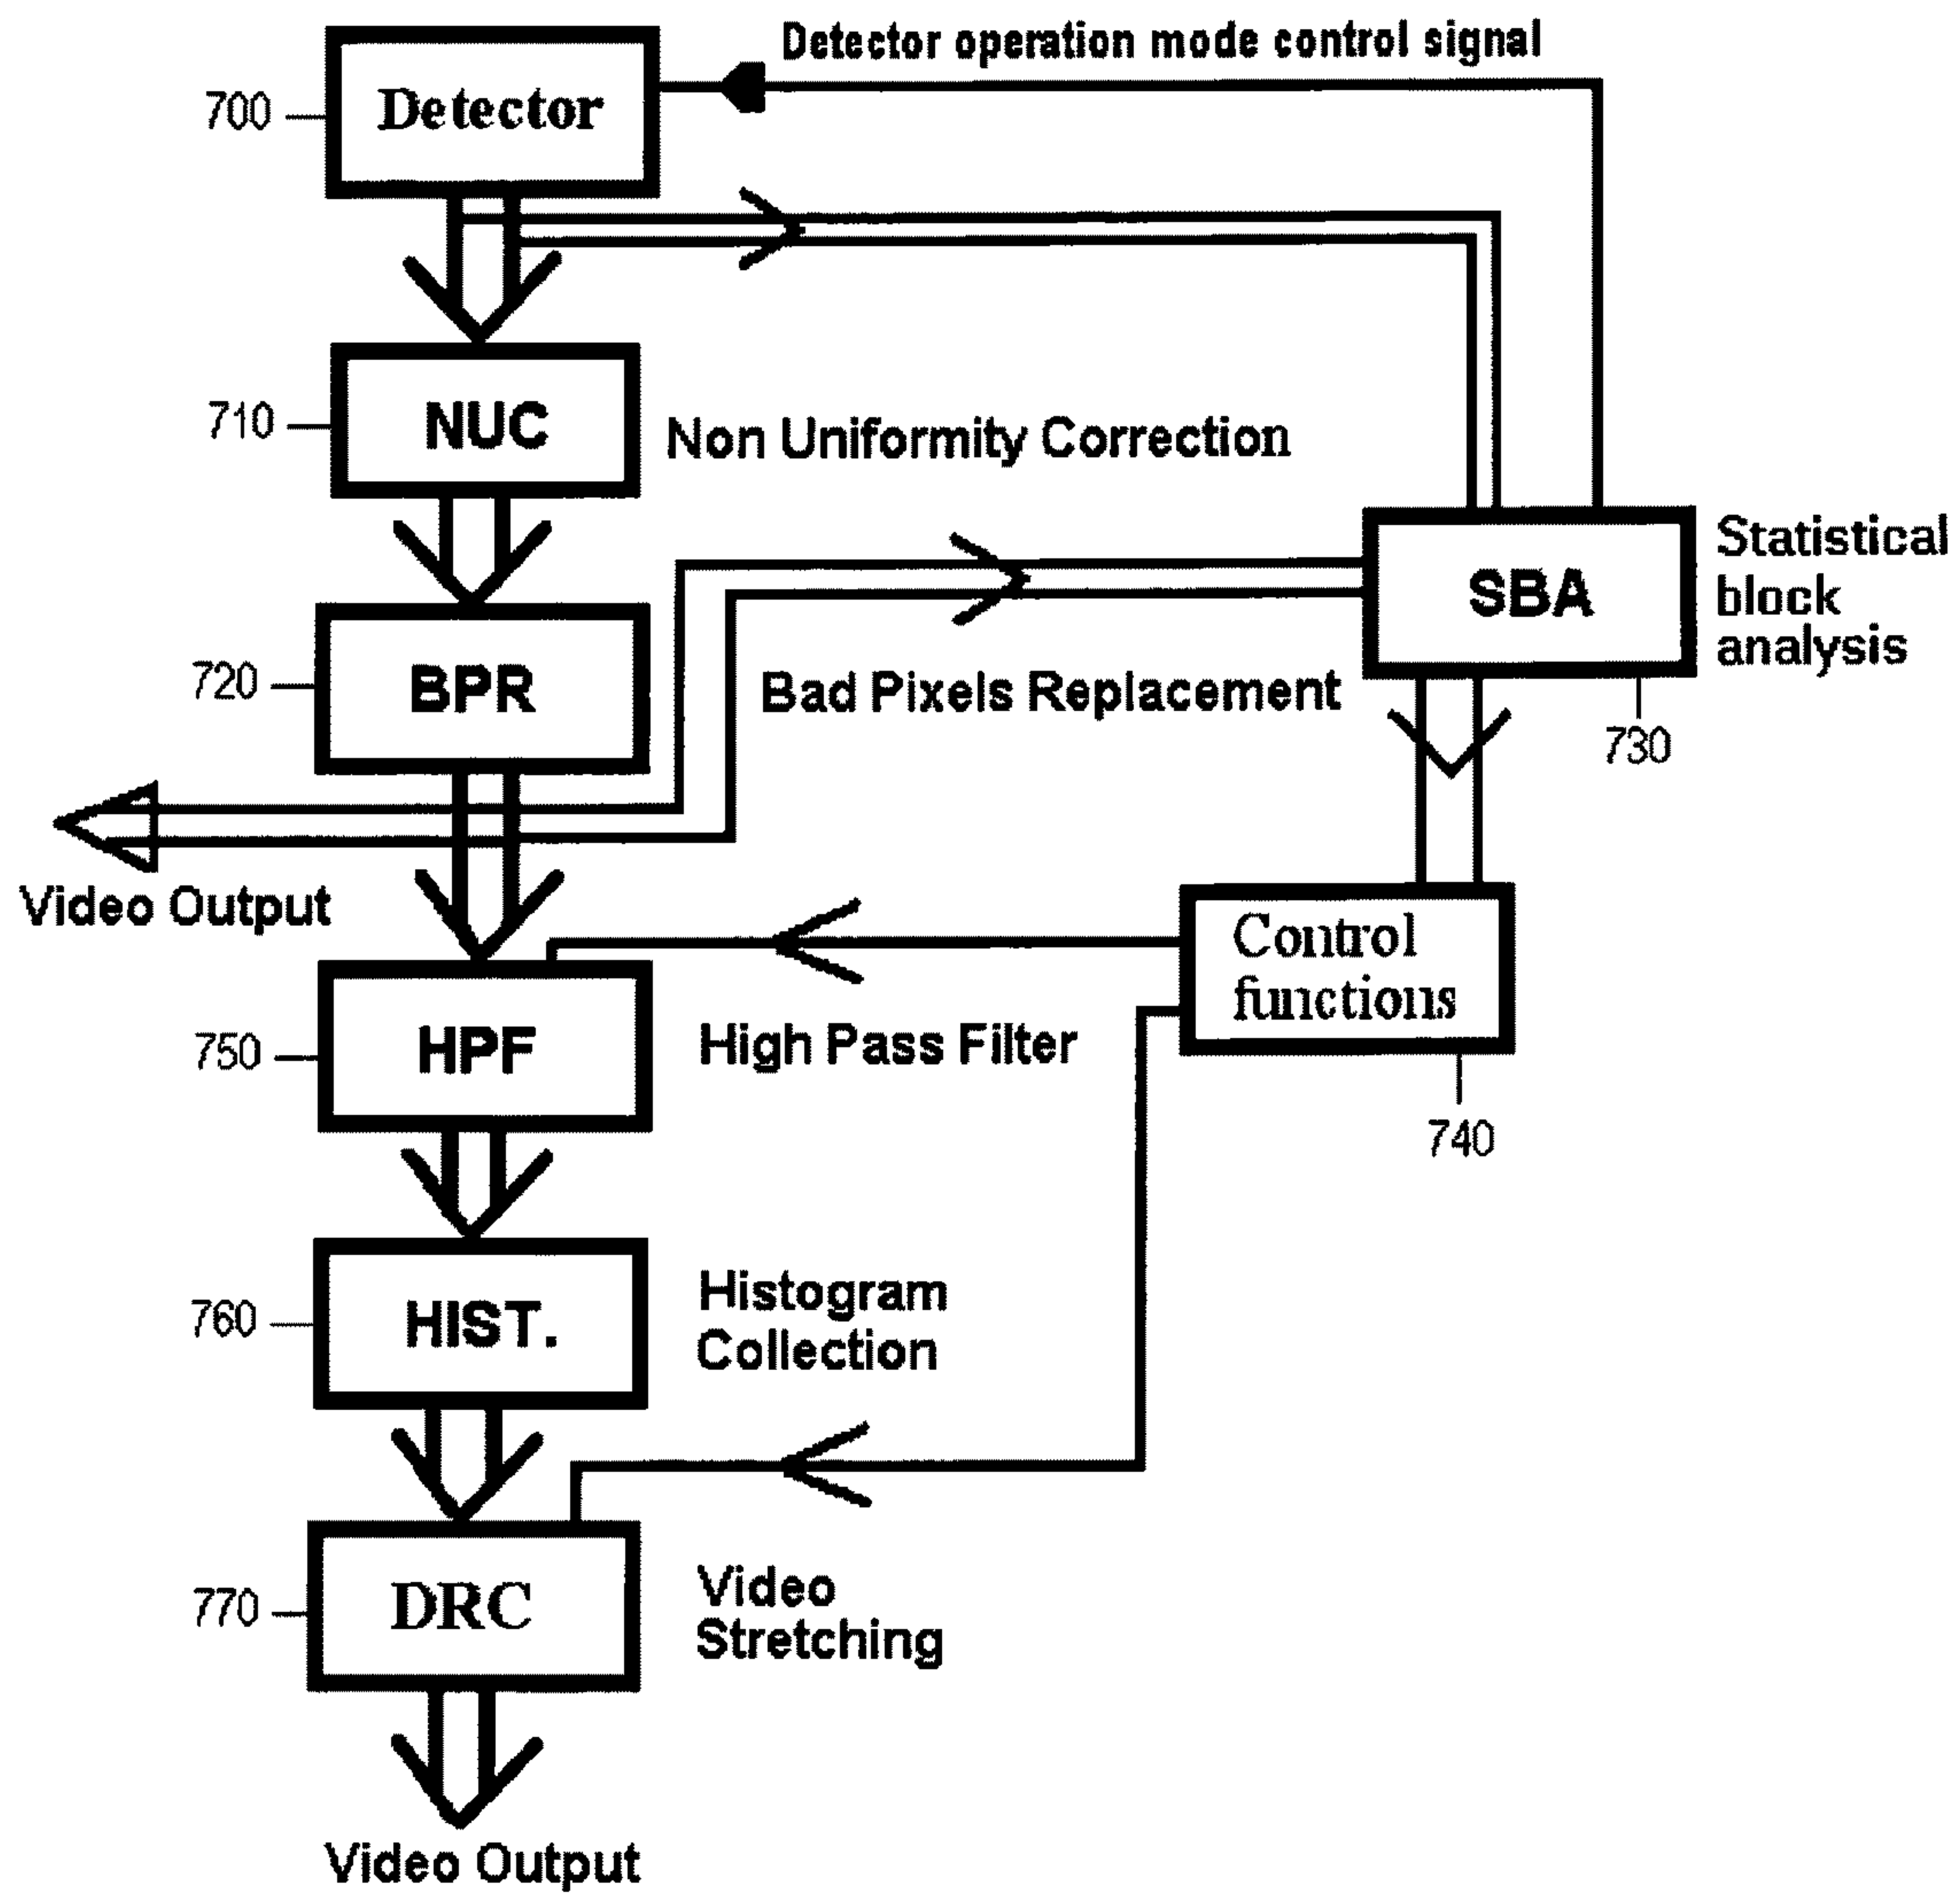 Detector operation mode control signal
700
Detector
710
NUC
Non Uniformity Correction
Statistical
block
analysis
SBA
720
BPR
Bad Pixels Replacement
730
Video Output
Control
functions
750
HPF
High Pass Filter
740
760
HIST.
Histogram
Collection
770
DRC
Video
Stretching
Video Output